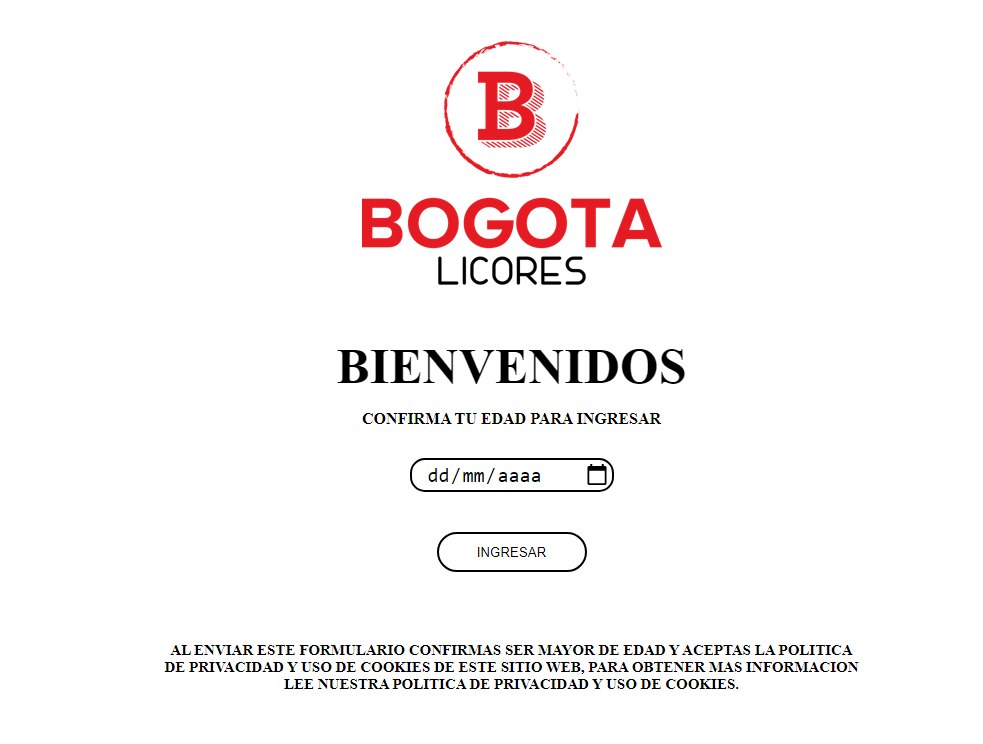 B
BOGOTA
LICORES
BIENVENIDOS
CONFIRMA TU EDAD PARA INGRESAR
dd/mm/aaaa
INGRESAR
AL ENVIAR ESTE FORMULARIO CONFIRMAS SER MAYOR DE EDAD Y ACEPTAS LA POLITICA
DE PRIVACIDAD Y USO DE COOKIES DE ESTE SITIO WEB, PARA OBTENER MAS INFORMACION
LEE NUESTRA POLITICA DE PRIVACIDAD Y USO DE COOKIES.